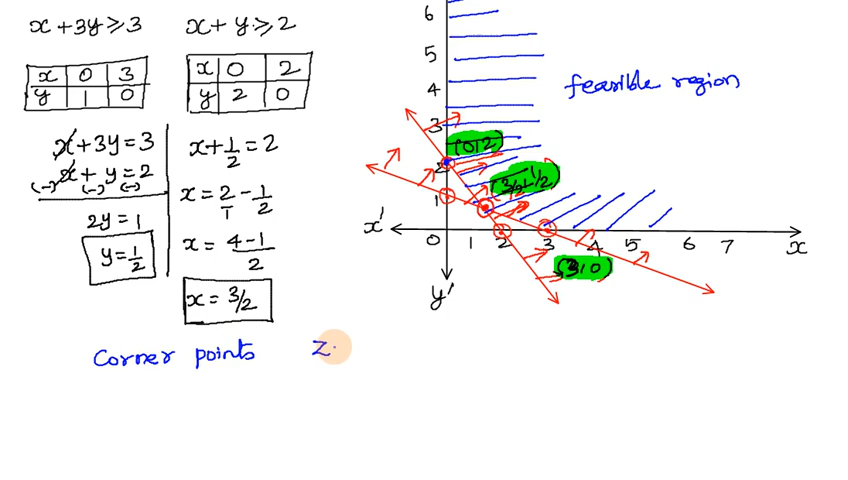 x + 3y ≥ 3
x + y ≥ 2
x 0 3
y 1 0
x 0 2
y 2 0
x + 3y = 3
x + y = 2
(-) (-) (-)
2y = 1
y = 1/2
x + 1/2 = 2
x = 2/1 - 1/2
x = 4-1/2
x = 3/2
6
5
4
3
2
1
feasible region
(0,2)
(3/2, 1/2)
(3,0)
x' 0 1 2 3 4 5 6 7 x
y'
Corner points Z